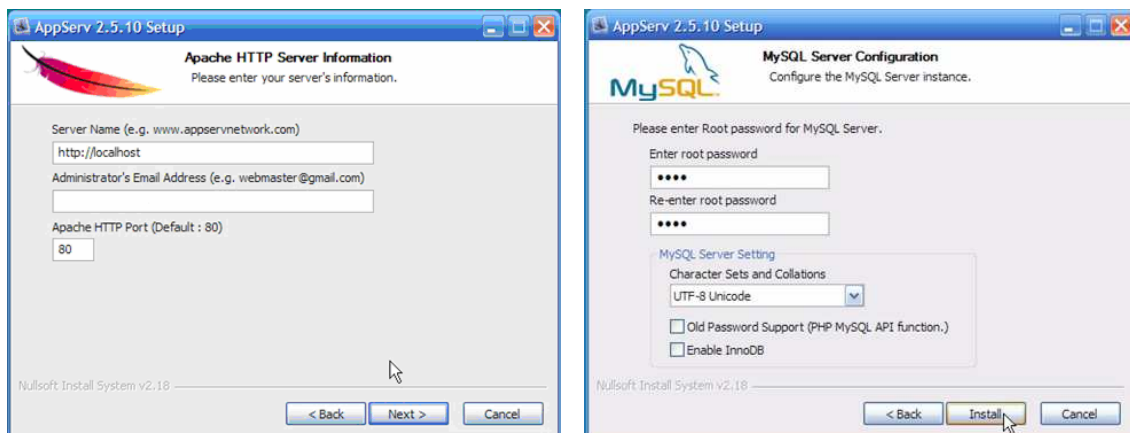 AppServ 2.5.10 Setup
Apache HTTP Server Information
Please enter your server's information.
Server Name (e.g. www.appservnetwork.com)
http://localhost
Administrator's Email Address (e.g. webmaster@gmail.com)
Apache HTTP Port (Default : 80)
80
Nullsoft Install System v2.18
< Back
Next >
Cancel
AppServ 2.5.10 Setup
MySQL
MySQL Server Configuration
Configure the MySQL Server instance.
Please enter Root password for MySQL Server.
Enter root password
••••
Re-enter root password
••••
MySQL Server Setting
Character Sets and Collations
UTF-8 Unicode
Old Password Support (PHP MySQL API function.)
Enable InnoDB
Nullsoft Install System v2.18
< Back
Install
Cancel